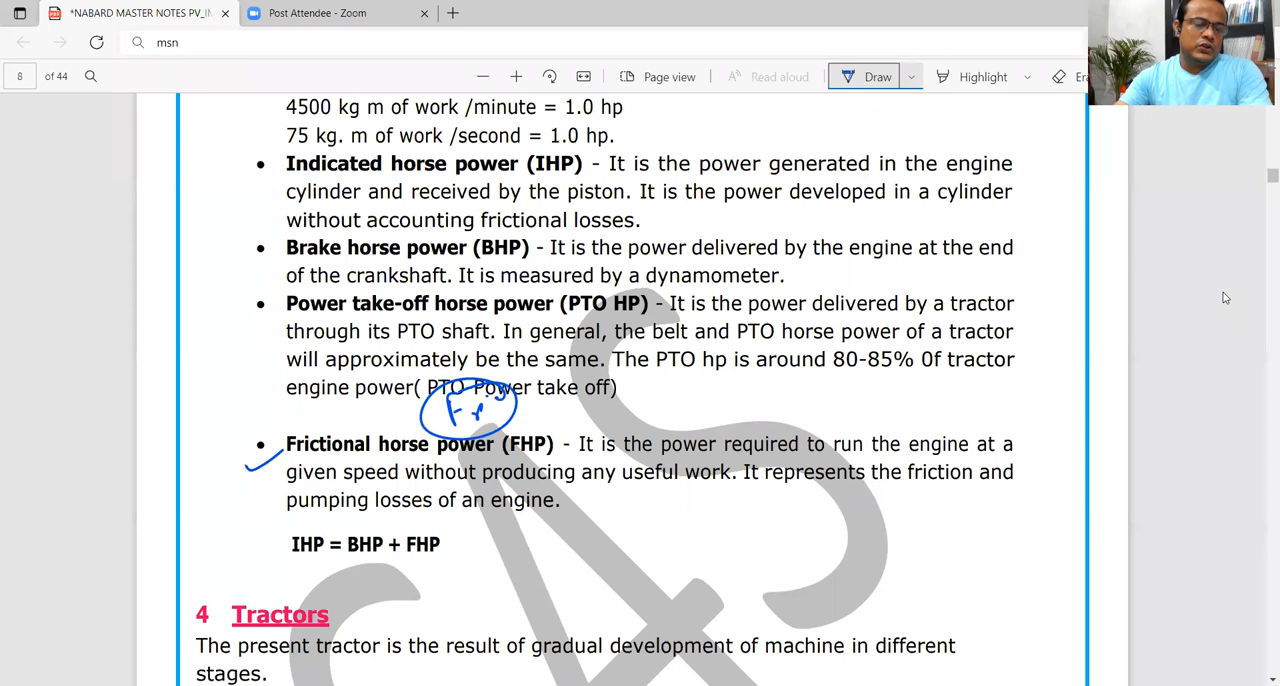 *NABARD MASTER NOTES PV_IN
Post Attendee - Zoom
msn
8 of 44
Page view
Read aloud
Draw
Highlight
Era
4500 kg m of work /minute = 1.0 hp
75 kg. m of work /second = 1.0 hp.
• Indicated horse power (IHP) - It is the power generated in the engine
cylinder and received by the piston. It is the power developed in a cylinder
without accounting frictional losses.
• Brake horse power (BHP) - It is the power delivered by the engine at the end
of the crankshaft. It is measured by a dynamometer.
• Power take-off horse power (PTO HP) - It is the power delivered by a tractor
through its PTO shaft. In general, the belt and PTO horse power of a tractor
will approximately be the same. The PTO hp is around 80-85% 0f tractor
engine power( PTO-Power take off)
• Frictional horse power (FHP) - It is the power required to run the engine at a
given speed without producing any useful work. It represents the friction and
pumping losses of an engine.
IHP = BHP + FHP
4 Tractors
The present tractor is the result of gradual development of machine in different
stages.